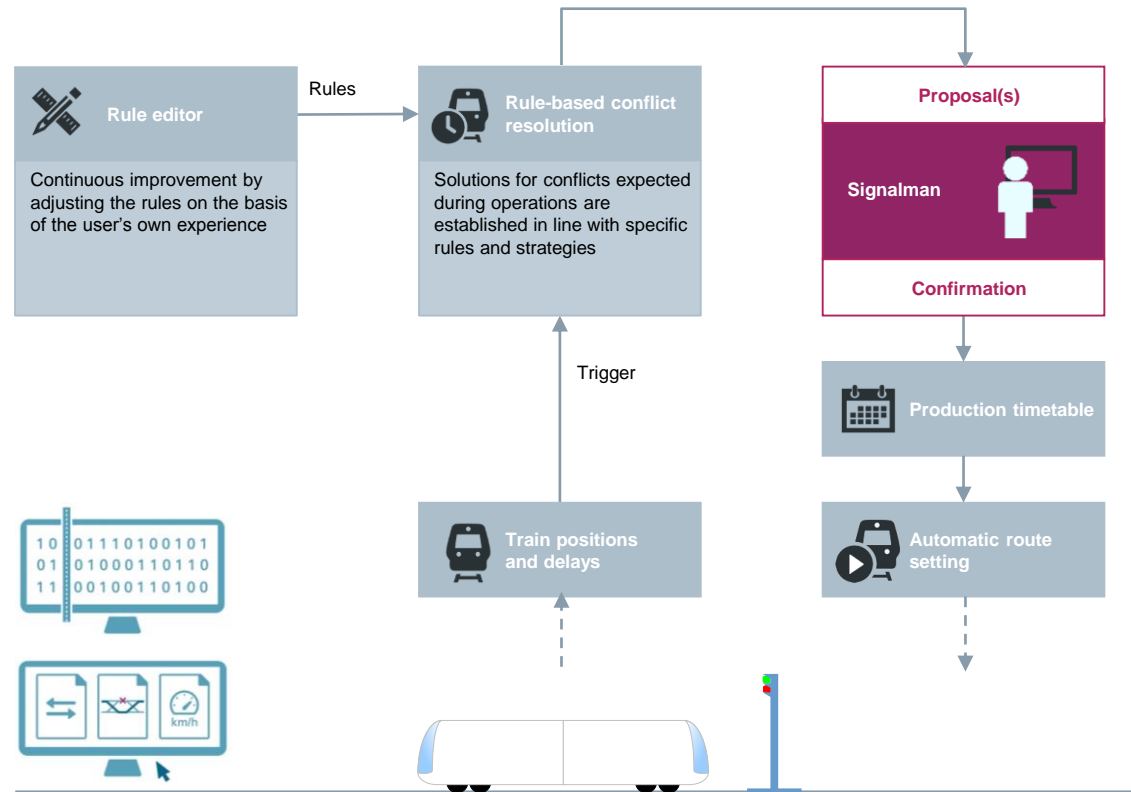 Rule editor
Continuous improvement by
adjusting the rules on the basis
of the user's own experience
Rules
Rule-based conflict
resolution
Solutions for conflicts expected
during operations are
established in line with specific
rules and strategies
Proposal(s)
Signalman
Confirmation
Trigger
Production timetable
Train positions
and delays
Automatic route
setting
10 01110100101
01 01000110110
11 00100110100
km/h